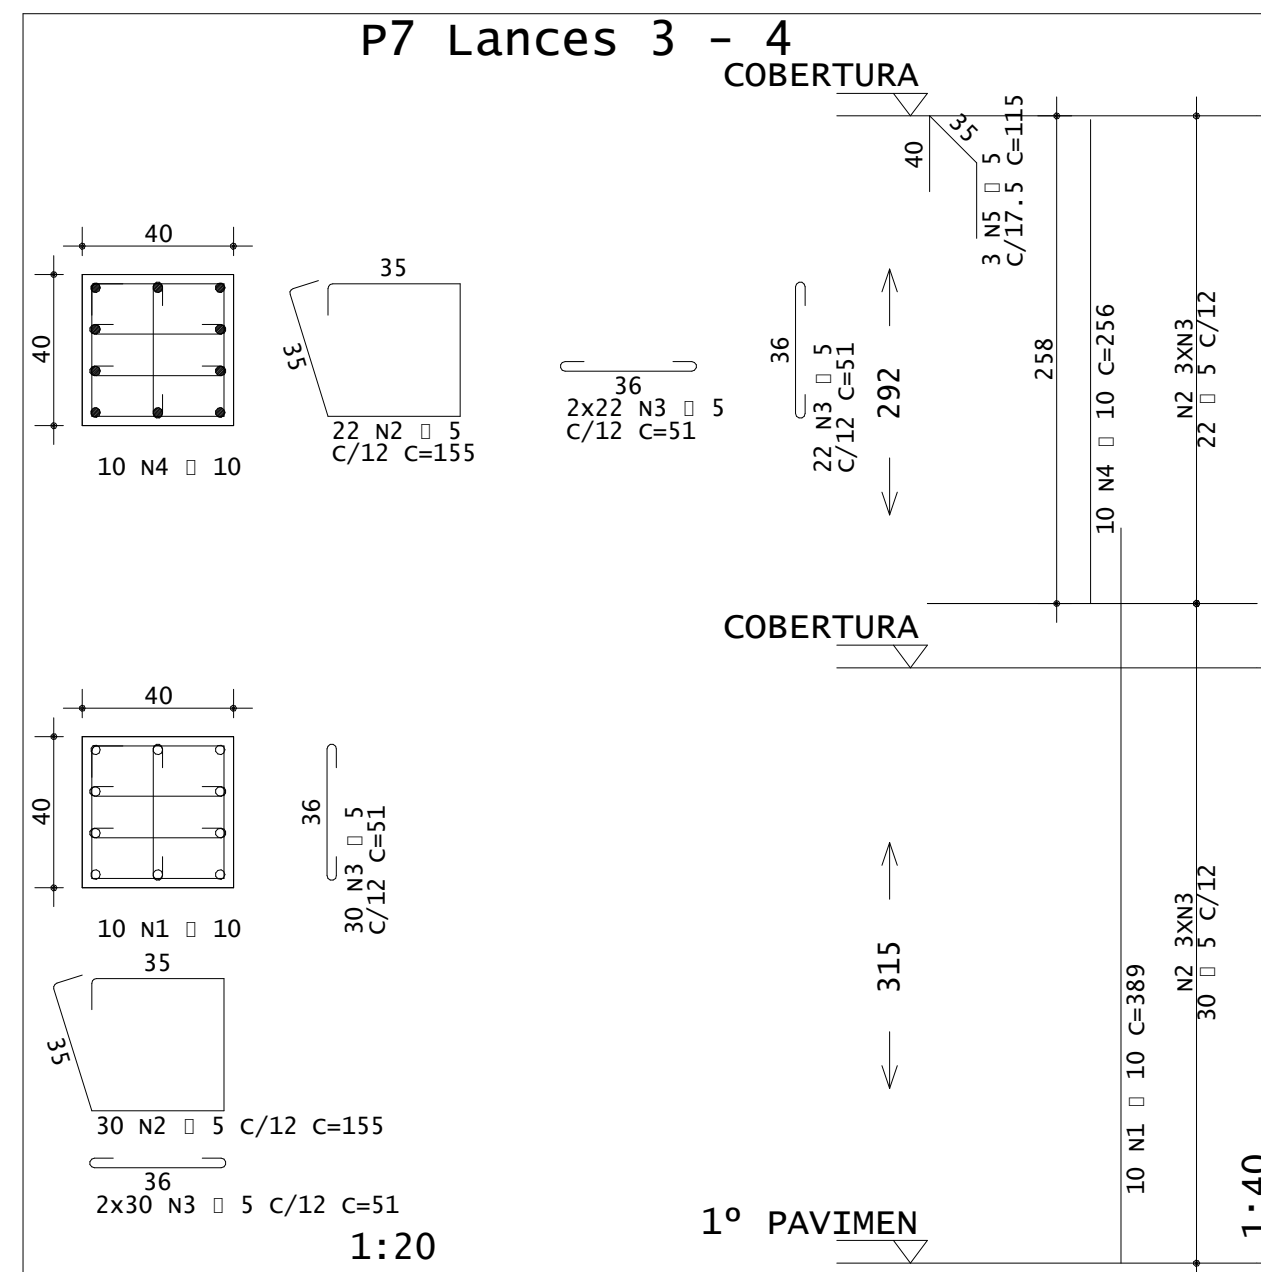 P7 Lances 3 - 4
COBERTURA
40
35
3 N5 ▯ 5
C/17.5 C=115
40
40
35
35
22 N2 ▯ 5
C/12 C=155
36
2x22 N3 ▯ 5
C/12 C=51
36
22 N3 ▯ 5
C/12 C=51
292
258
10 N4 ▯ 10 C=256
N2 3XN3
22 ▯ 5 C/12
10 N4 ▯ 10
COBERTURA
40
40
36
30 N3 ▯ 5
C/12 C=51
10 N1 ▯ 10
315
10 N1 ▯ 10 C=389
N2 3XN3
30 ▯ 5 C/12
35
35
30 N2 ▯ 5 C/12 C=155
36
2x30 N3 ▯ 5 C/12 C=51
1:20
1º PAVIMEN
1:40